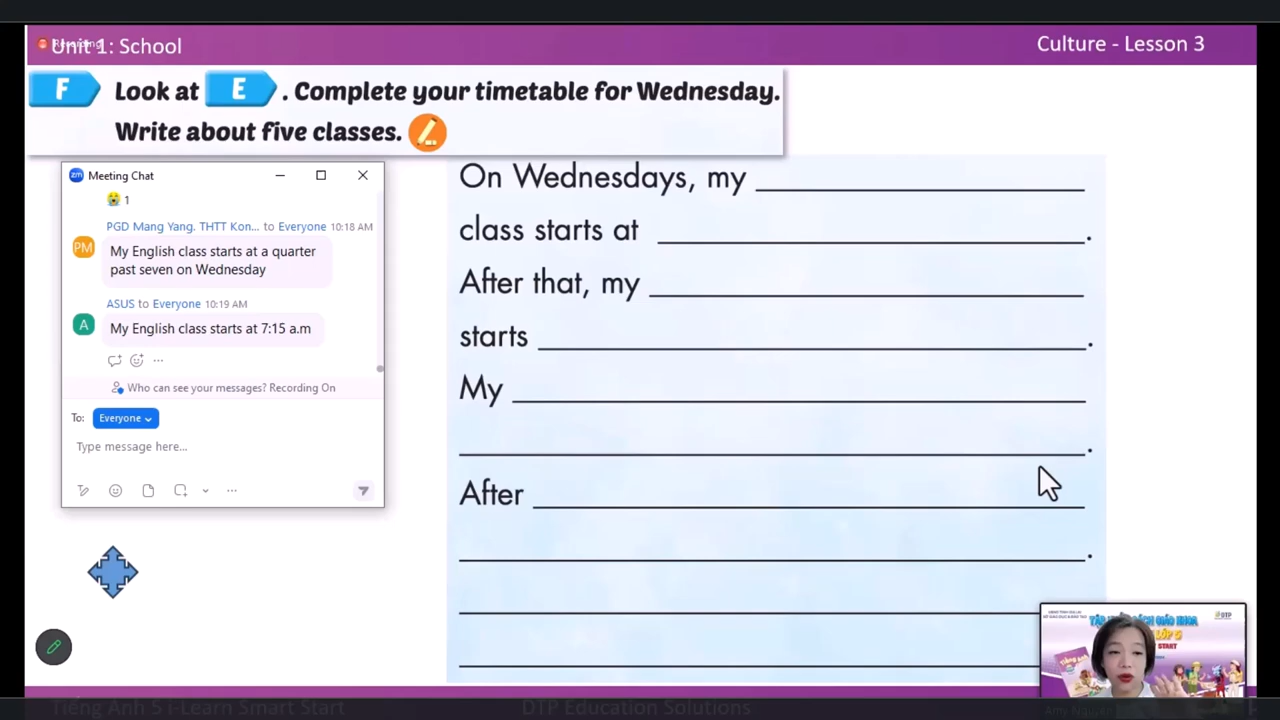 Unit 1: School
Culture - Lesson 3
F Look at E . Complete your timetable for Wednesday.
Write about five classes.
zm Meeting Chat
😭 1
PGD Mang Yang. THTT Kon... to Everyone 10:18 AM
PM
My English class starts at a quarter
past seven on Wednesday
ASUS to Everyone 10:19 AM
A
My English class starts at 7:15 a.m
Who can see your messages? Recording On
To: Everyone
Type message here...
On Wednesdays, my
class starts at .
After that, my
starts .
My
.
After
.
DTP
Tiếng Anh 5 i-Learn Smart Start
DTP Education Solutions